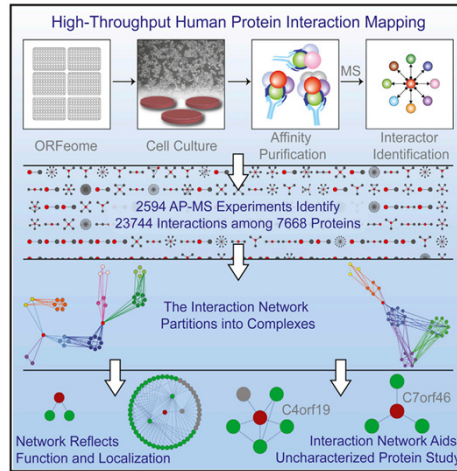 High-Throughput Human Protein Interaction Mapping
MS
ORFeome
Cell Culture
Affinity
Purification
Interactor
Identification
2594 AP-MS Experiments Identify
23744 Interactions among 7668 Proteins
The Interaction Network
Partitions into Complexes
C4orf19
C7orf46
Network Reflects
Function and Localization
Interaction Network Aids
Uncharacterized Protein Study